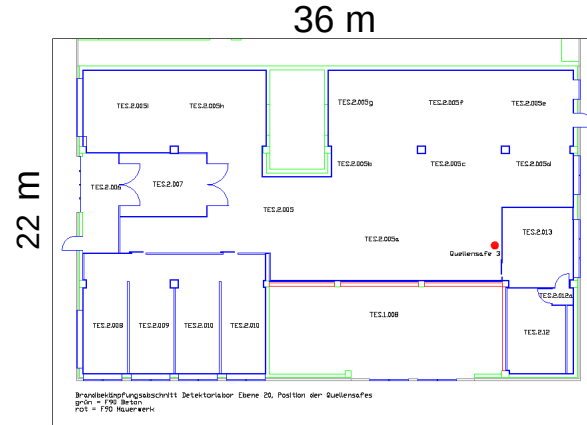 36 m
22 m
TES.2.005i
TES.2.005h
TES.2.005g
TES.2.005f
TES.2.005e
TES.2.005b
TES.2.005c
TES.2.005d
TES.2.006
TES.2.007
TES.2.005
TES.2.005a
TES.2.013
Quellensafe 3
TES.2.012a
TES.2.008
TES.2.009
TES.2.010
TES.2.010
TES.1.008
TES.2.12
Brandbekämpfungsabschnitt Detektorlabor Ebene 20, Position der Quellensafes
grün = F90 Beton
rot = F90 Mauerwerk